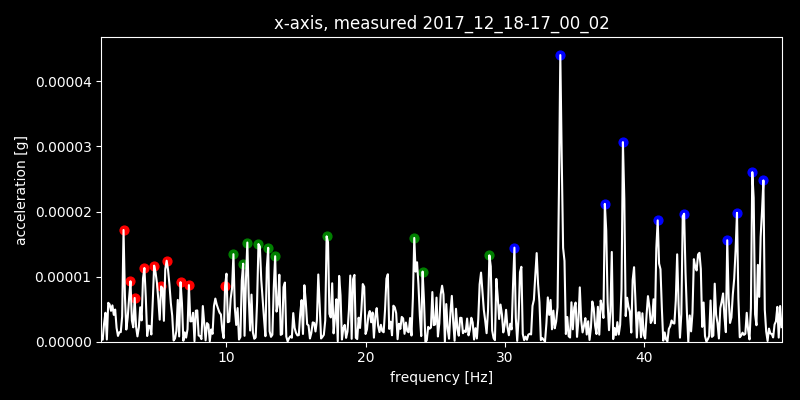 x-axis, measured 2017_12_18-17_00_02
acceleration [g]
0.00004
0.00003
0.00002
0.00001
0.00000
10 20 30 40
frequency [Hz]